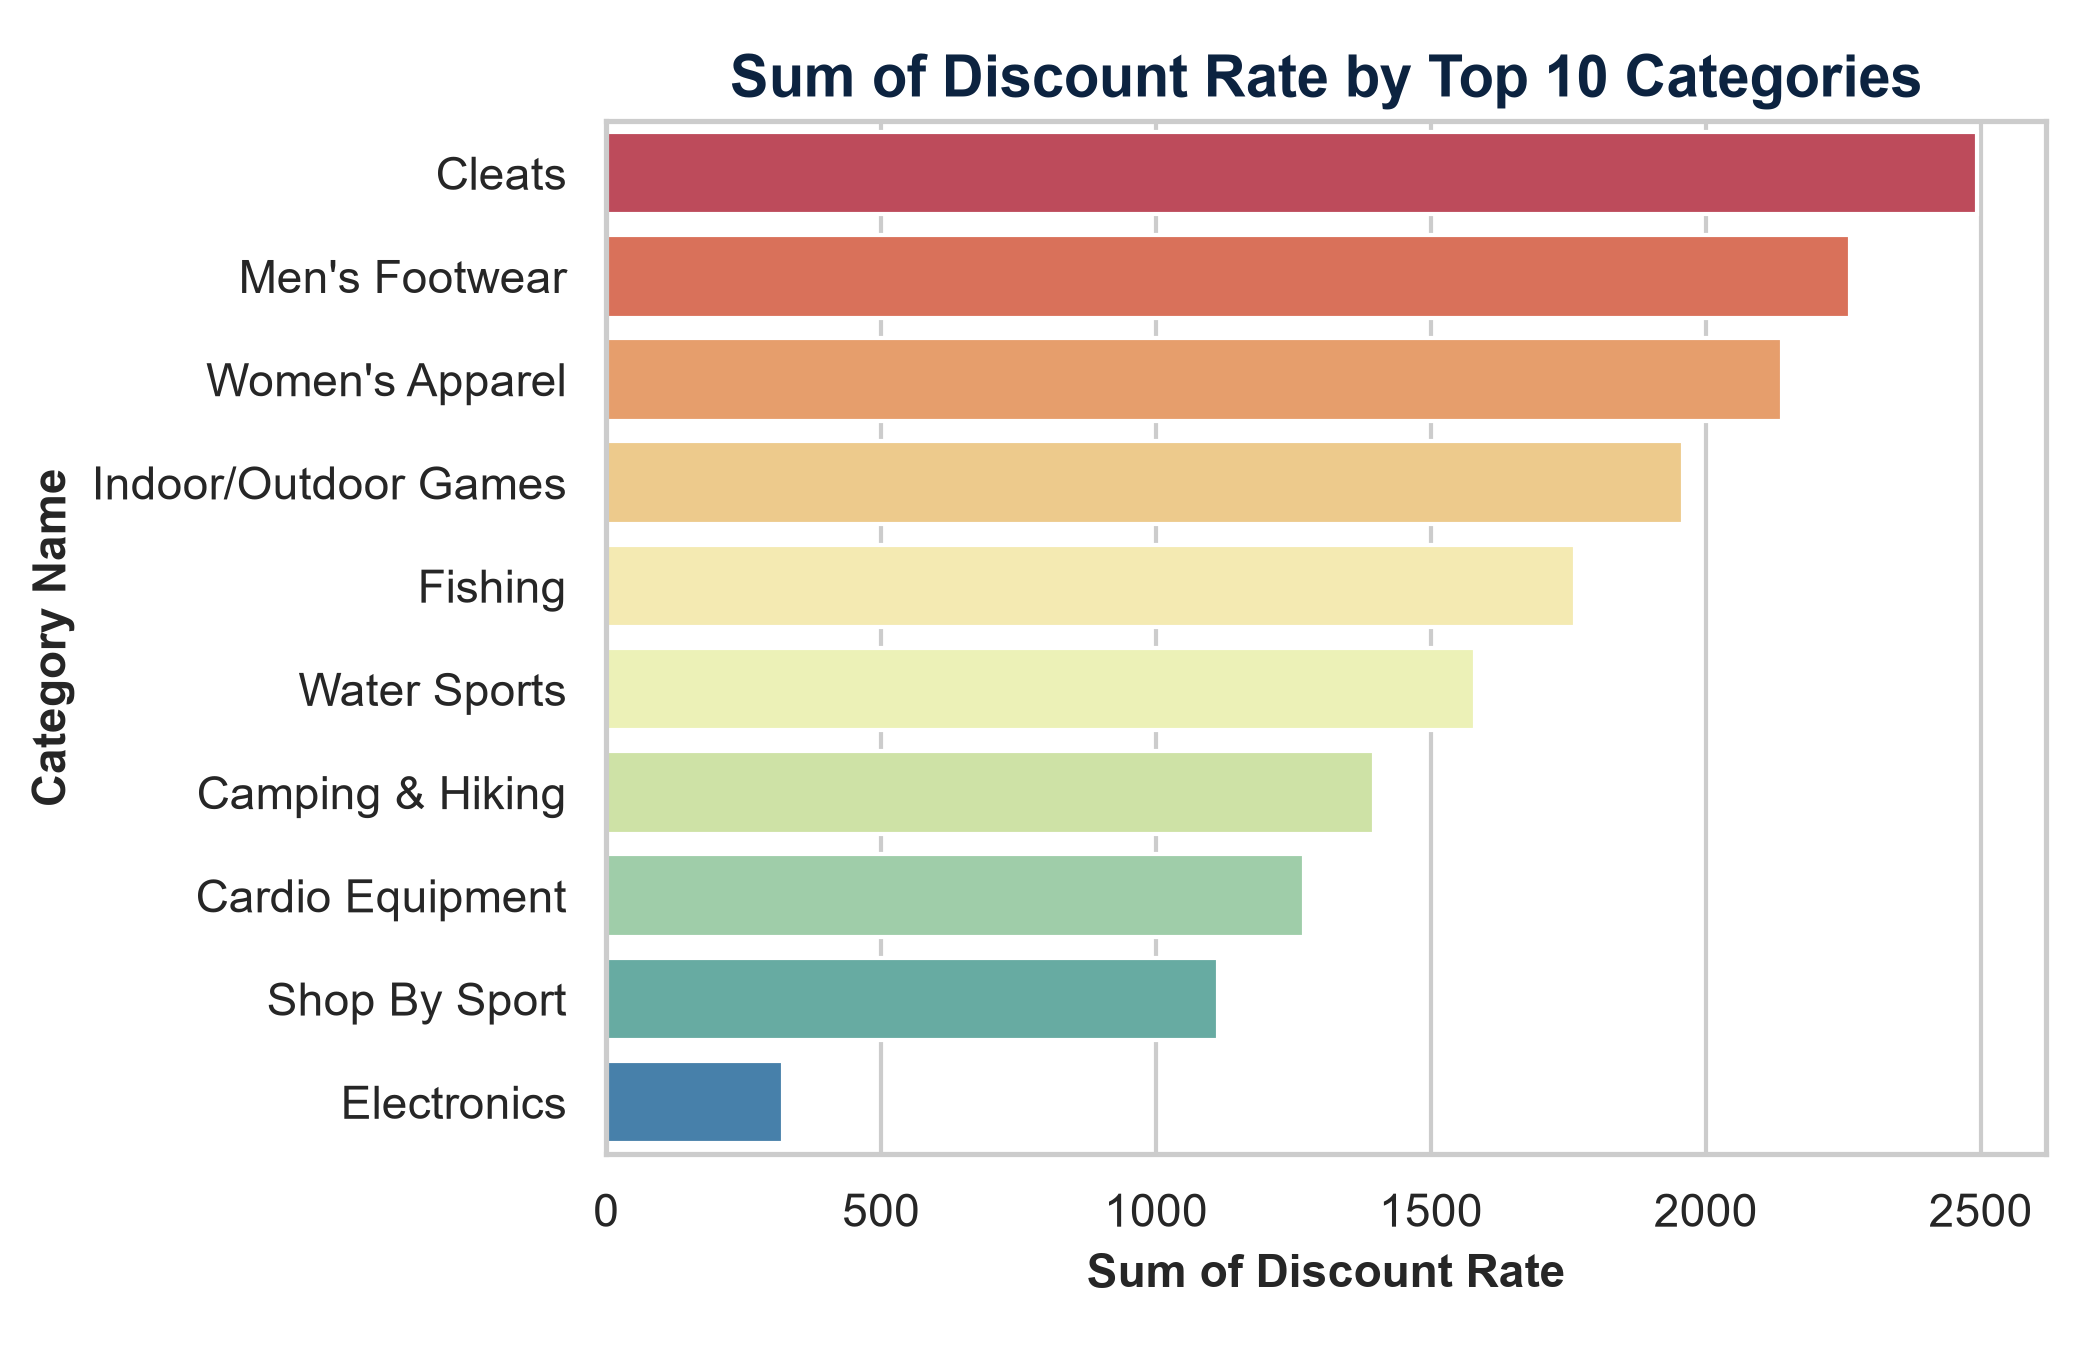 Sum of Discount Rate by Top 10 Categories
Category Name
Cleats
Men's Footwear
Women's Apparel
Indoor/Outdoor Games
Fishing
Water Sports
Camping & Hiking
Cardio Equipment
Shop By Sport
Electronics
0 500 1000 1500 2000 2500
Sum of Discount Rate